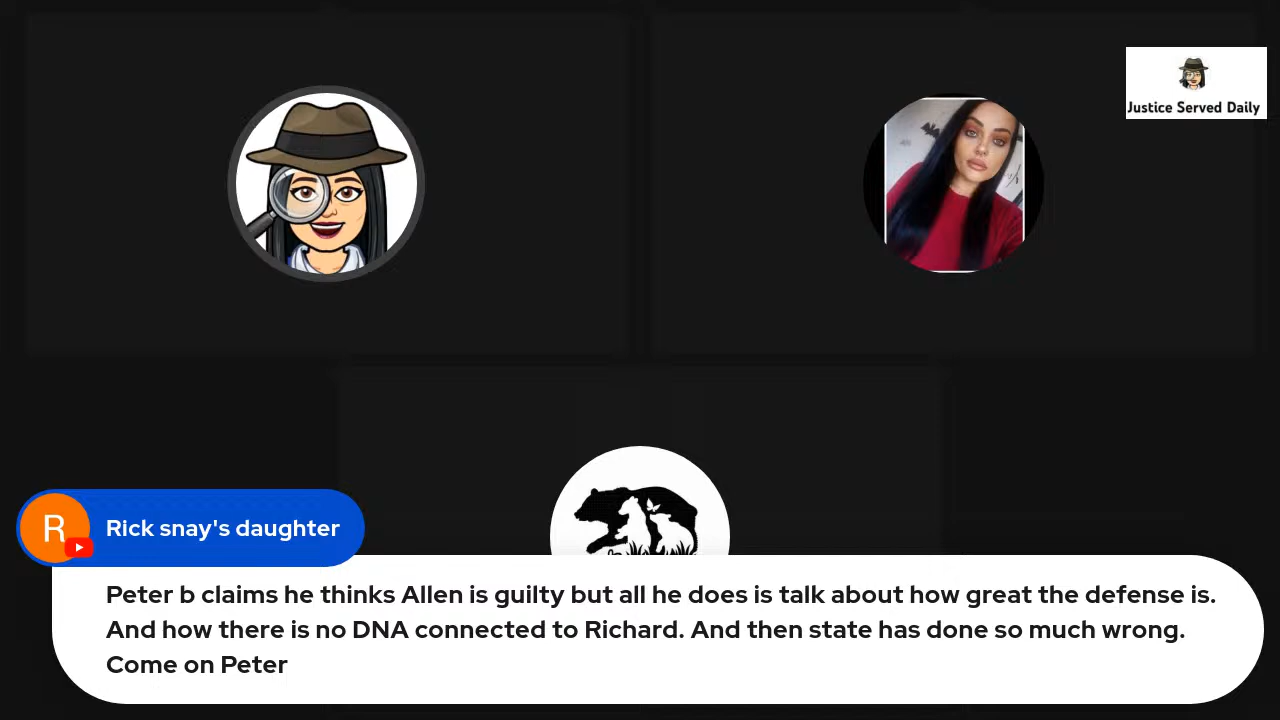 Justice Served Daily
R
Rick snay's daughter
Peter b claims he thinks Allen is guilty but all he does is talk about how great the defense is.
And how there is no DNA connected to Richard. And then state has done so much wrong.
Come on Peter